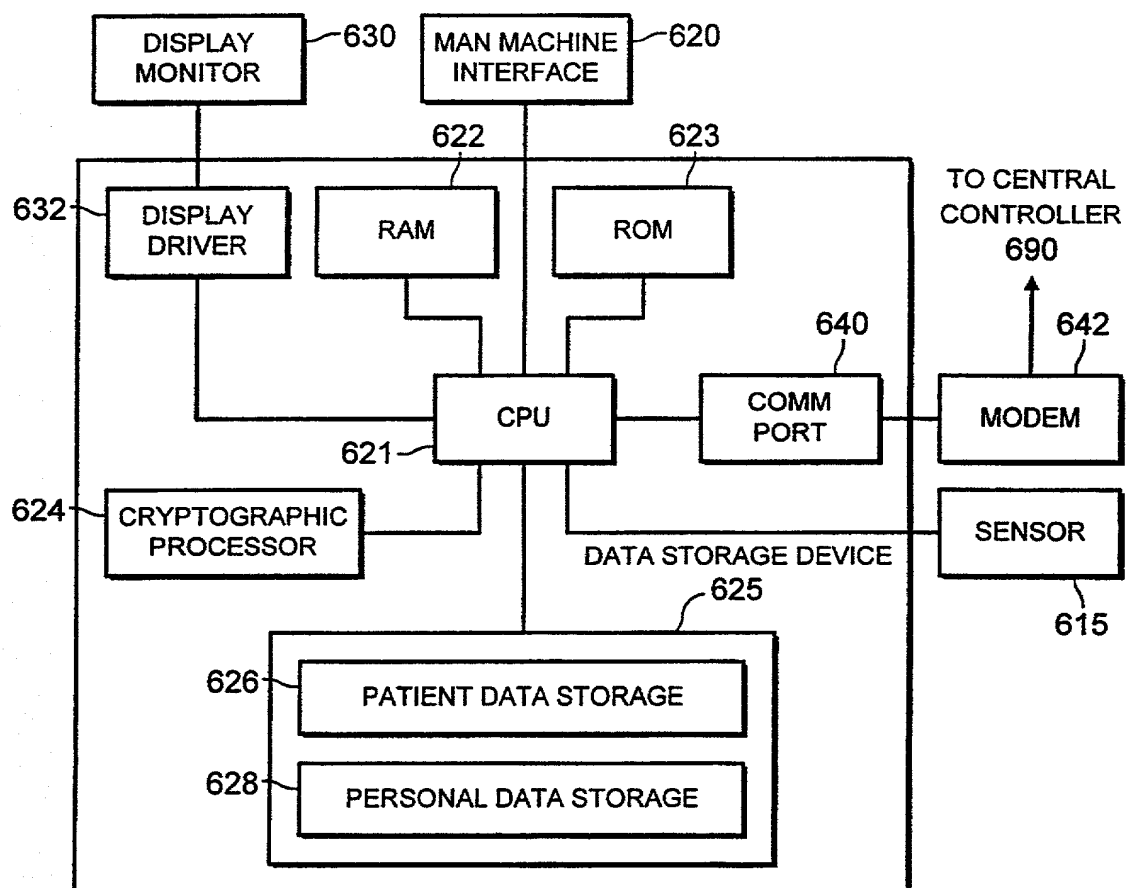 DISPLAY
MONITOR
630
MAN MACHINE
INTERFACE
620
622
623
632
DISPLAY
DRIVER
RAM
ROM
TO CENTRAL
CONTROLLER
690
640
642
CPU
621
COMM
PORT
MODEM
624
CRYPTOGRAPHIC
PROCESSOR
SENSOR
615
DATA STORAGE DEVICE
625
626
PATIENT DATA STORAGE
628
PERSONAL DATA STORAGE